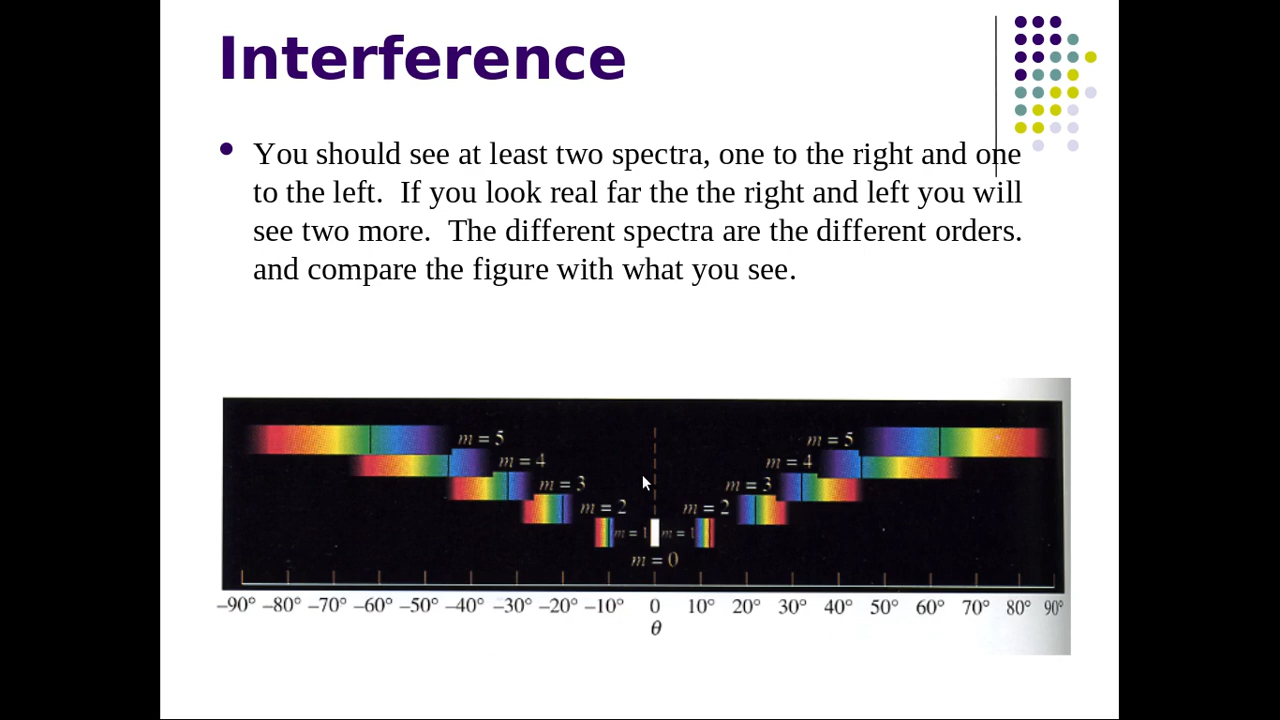 Interference
You should see at least two spectra, one to the right and one
to the left.  If you look real far the the right and left you will
see two more.  The different spectra are the different orders.
and compare the figure with what you see.
m = 5 m = 5
m = 4 m = 4
m = 3 m = 3
m = 2 m = 2
m = 1 m = 1
m = 0
–90° –80° –70° –60° –50° –40° –30° –20° –10° 0 10° 20° 30° 40° 50° 60° 70° 80° 90°
θ